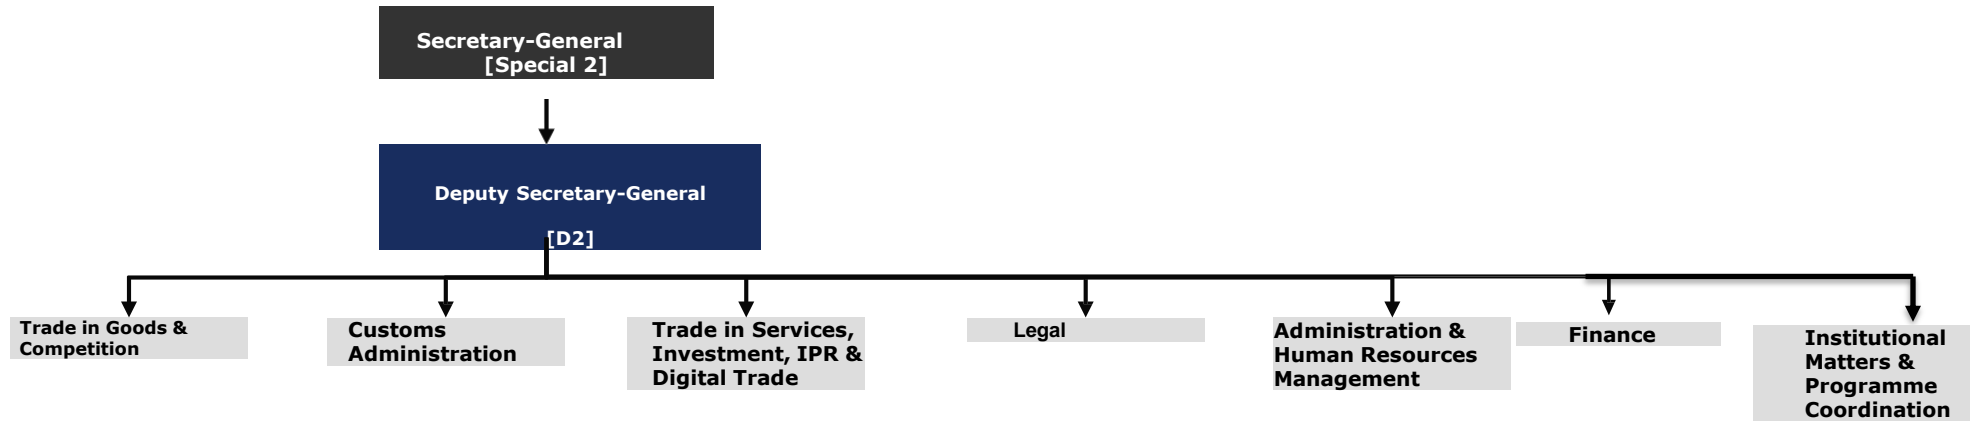 Secretary-General
[Special 2]
Deputy Secretary-General
[D2]
Trade in Goods &
Competition
Customs
Administration
Trade in Services,
Investment, IPR &
Digital Trade
Legal
Administration &
Human Resources
Management
Finance
Institutional
Matters &
Programme
Coordination